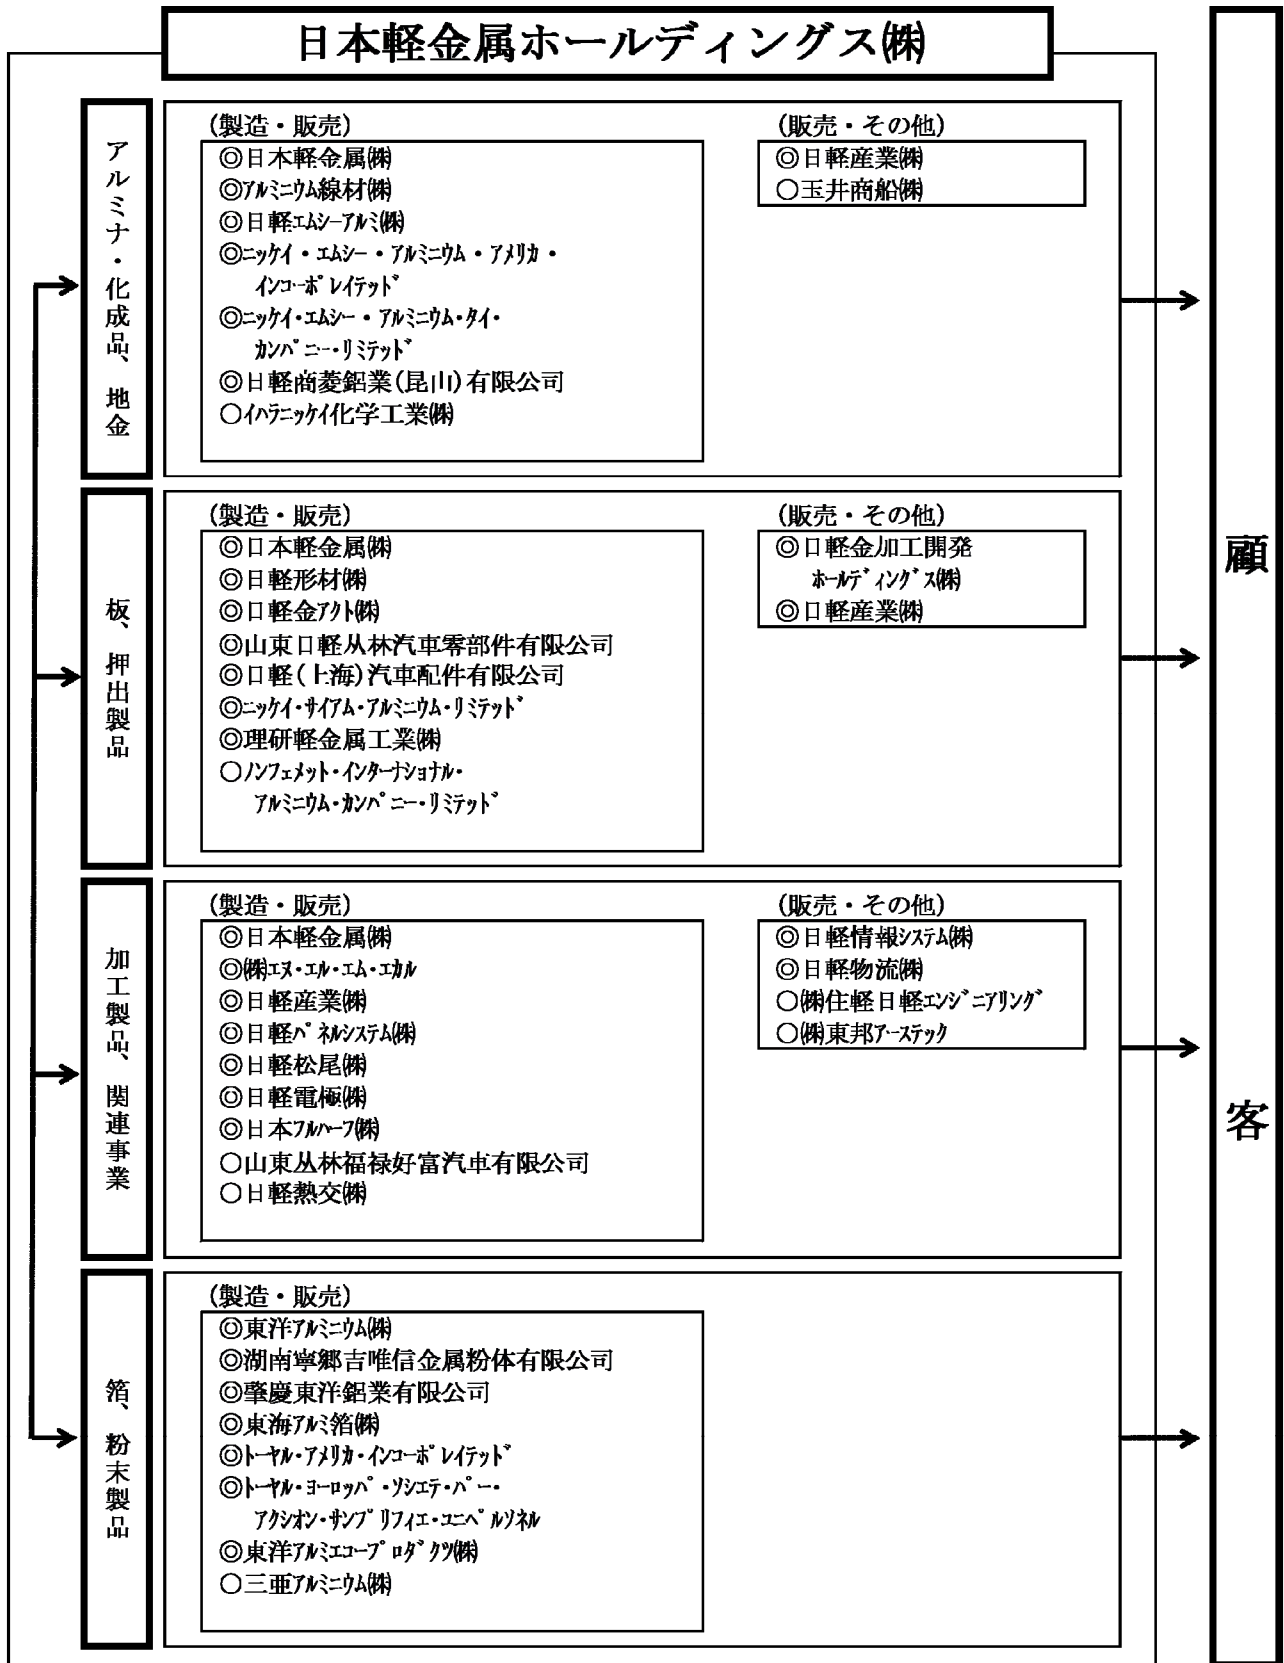 日本軽金属ホールディングス㈱
アルミナ・化成品、地金
(製造・販売)
◎日本軽金属㈱
◎ｱﾙﾐﾆｳﾑ線材㈱
◎日軽ｴﾑｼｰｱﾙﾐ㈱
◎ﾆｯｹｲ・ｴﾑｼｰ・ｱﾙﾐﾆｳﾑ・ｱﾒﾘｶ・
ｲﾝｺｰﾎﾟﾚｲﾃｯﾄﾞ
◎ﾆｯｹｲ・ｴﾑｼｰ・ｱﾙﾐﾆｳﾑ・ﾀｲ・
ｶﾝﾊﾟﾆｰ・ﾘﾐﾃｯﾄﾞ
◎日軽商菱鋁業(昆山)有限公司
○ｲﾊﾗﾆｯｹｲ化学工業㈱
(販売・その他)
◎日軽産業㈱
○玉井商船㈱
板、押出製品
(製造・販売)
◎日本軽金属㈱
◎日軽形材㈱
◎日軽金ｱｸﾄ㈱
◎山東日軽丛林汽車零部件有限公司
◎日軽(上海)汽車配件有限公司
◎ﾆｯｹｲ・ｻｲｱﾑ・ｱﾙﾐﾆｳﾑ・ﾘﾐﾃｯﾄﾞ
◎理研軽金属工業㈱
○ﾉﾝﾌｪﾒｯﾄ・ｲﾝﾀｰﾅｼｮﾅﾙ・
ｱﾙﾐﾆｳﾑ・ｶﾝﾊﾟﾆｰ・ﾘﾐﾃｯﾄﾞ
(販売・その他)
◎日軽金加工開発
ﾎｰﾙﾃﾞｨﾝｸﾞｽ㈱
◎日軽産業㈱
加工製品、関連事業
(製造・販売)
◎日本軽金属㈱
◎㈱ｴﾇ・ｴﾙ・ｴﾑ・ｴｶﾙ
◎日軽産業㈱
◎日軽ﾊﾟﾈﾙｼｽﾃﾑ㈱
◎日軽松尾㈱
◎日軽電極㈱
◎日本ﾌﾙﾊｰﾌ㈱
○山東丛林福禄好富汽車有限公司
○日軽熱交㈱
(販売・その他)
◎日軽情報ｼｽﾃﾑ㈱
◎日軽物流㈱
○㈱住軽日軽ｴﾝｼﾞﾆｱﾘﾝｸﾞ
○㈱東邦ｱｰｽﾃｯｸ
箔、粉末製品
(製造・販売)
◎東洋ｱﾙﾐﾆｳﾑ㈱
◎湖南寧郷吉唯信金属粉体有限公司
◎肇慶東洋鋁業有限公司
◎東海ｱﾙﾐ箔㈱
◎ﾄｰﾔﾙ・ｱﾒﾘｶ・ｲﾝｺｰﾎﾟﾚｲﾃｯﾄﾞ
◎ﾄｰﾔﾙ・ﾖｰﾛｯﾊﾟ・ｿｼｴﾃ・ﾊﾟｰ・
ｱｸｼｵﾝ・ｻﾝﾌﾟﾘﾌｨｴ・ﾕﾆﾍﾟﾙｿﾈﾙ
◎東洋ｱﾙﾐｴｺｰﾌﾟﾛﾀﾞｸﾂ㈱
○三亜ｱﾙﾐﾆｳﾑ㈱
顧客